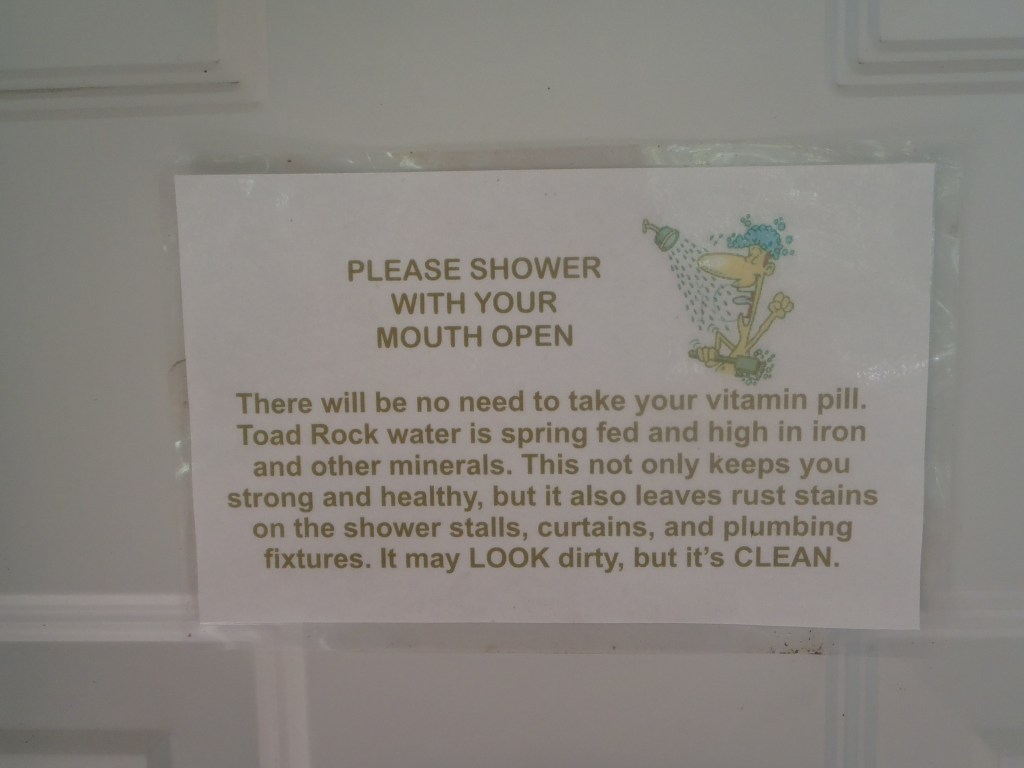 PLEASE SHOWER
WITH YOUR
MOUTH OPEN
There will be no need to take your vitamin pill.
Toad Rock water is spring fed and high in iron
and other minerals. This not only keeps you
strong and healthy, but it also leaves rust stains
on the shower stalls, curtains, and plumbing
fixtures. It may LOOK dirty, but it’s CLEAN.